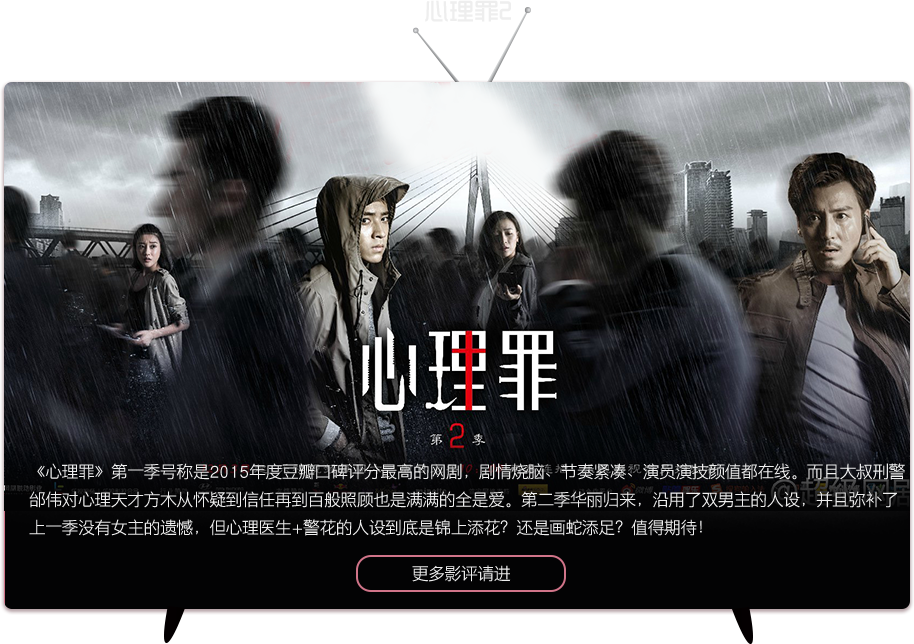 心理罪2
心理罪
第2季
《心理罪》第一季号称是2015年度豆瓣口碑评分最高的网剧，剧情烧脑、节奏紧凑、演员演技颜值都在线。而且大叔刑警
邰伟对心理天才方木从怀疑到信任再到百般照顾也是满满的全是爱。第二季华丽归来，沿用了双男主的人设，并且弥补了
上一季没有女主的遗憾，但心理医生+警花的人设到底是锦上添花？还是画蛇添足？值得期待！
更多影评请进